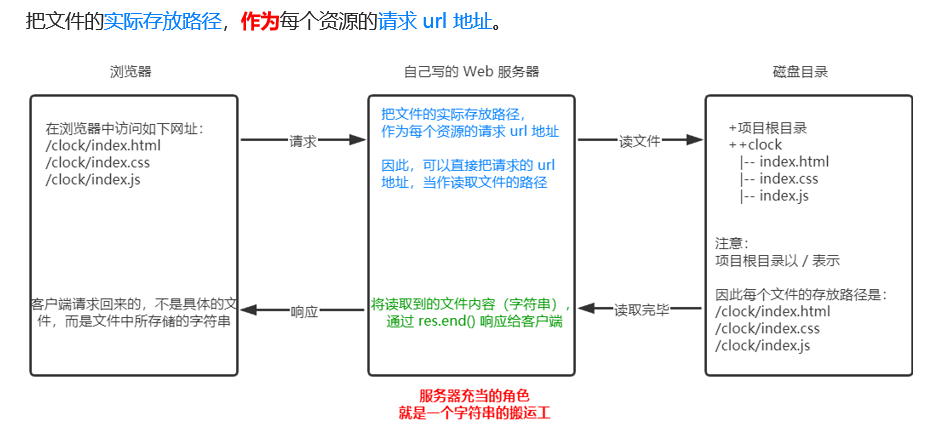 把文件的实际存放路径，作为每个资源的请求 url 地址。
浏览器
在浏览器中访问如下网址：
/clock/index.html
/clock/index.css
/clock/index.js
客户端请求回来的，不是具体的文
件，而是文件中所存储的字符串
请求
响应
自己写的 Web 服务器
把文件的实际存放路径，
作为每个资源的请求 url 地址
因此，可以直接把请求的 url
地址，当作读取文件的路径
将读取到的文件内容（字符串），
通过 res.end() 响应给客户端
服务器充当的角色
就是一个字符串的搬运工
读文件
读取完毕
磁盘目录
+项目根目录
++clock
|-- index.html
|-- index.css
|-- index.js
注意：
项目根目录以 / 表示
因此每个文件的存放路径是：
/clock/index.html
/clock/index.css
/clock/index.js